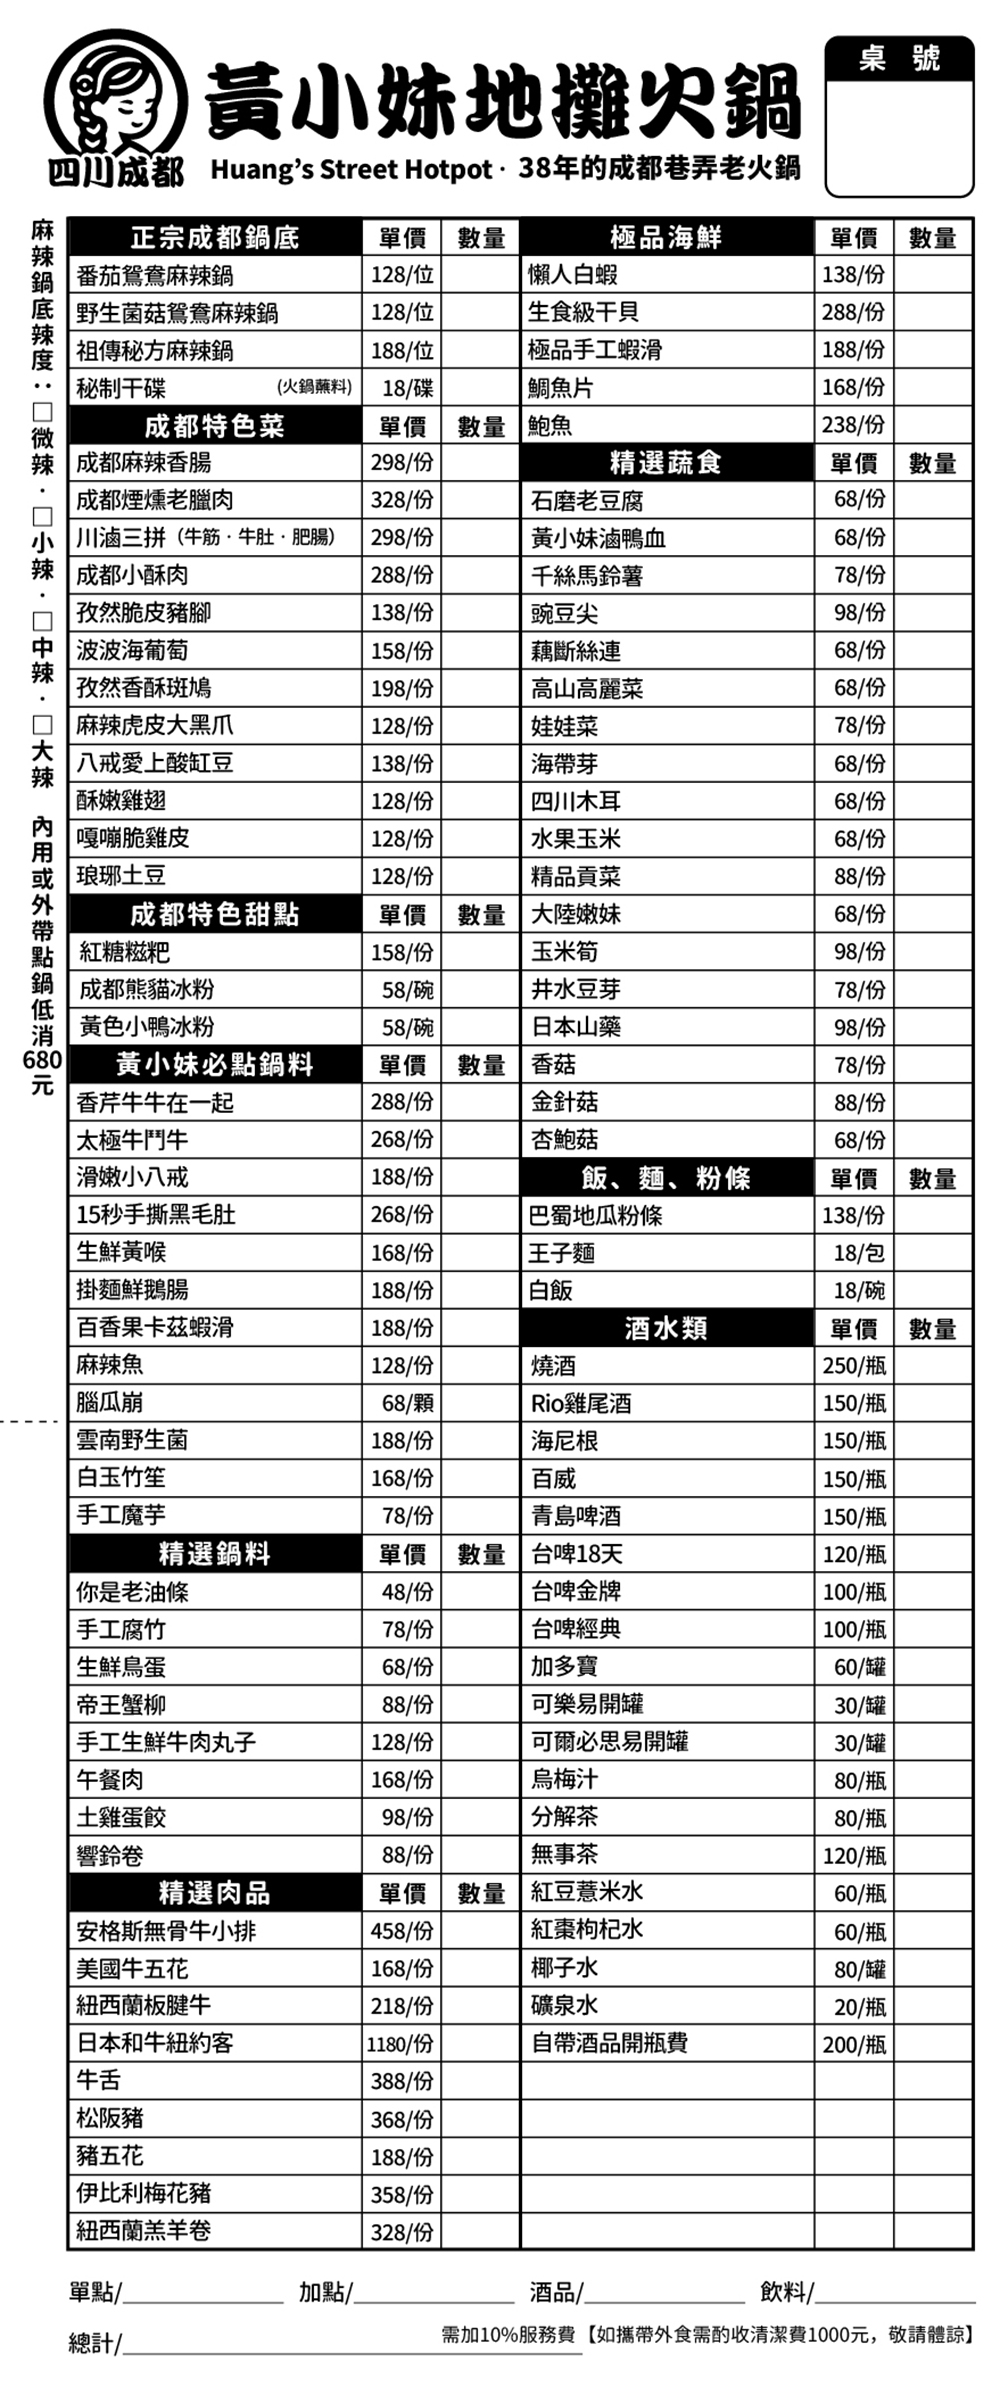 四川成都
黃小妹地攤火鍋
Huang's Street Hotpot · 38年的成都巷弄老火鍋
桌 號
麻辣鍋底辣度：□微辣·□小辣·□中辣·□大辣 內用或外帶點鍋低消680元
正宗成都鍋底 單價 數量
番茄鴛鴦麻辣鍋 128/位
野生菌菇鴛鴦麻辣鍋 128/位
祖傳秘方麻辣鍋 188/位
秘制干碟 (火鍋蘸料) 18/碟
成都特色菜 單價 數量
成都麻辣香腸 298/份
成都煙燻老臘肉 328/份
川滷三拼（牛筋·牛肚·肥腸） 298/份
成都小酥肉 288/份
孜然脆皮豬腳 138/份
波波海葡萄 158/份
孜然香酥斑鳩 198/份
麻辣虎皮大黑爪 128/份
八戒愛上酸缸豆 138/份
酥嫩雞翅 128/份
嘎嘣脆雞皮 128/份
琅琊土豆 128/份
成都特色甜點 單價 數量
紅糖糍粑 158/份
成都熊貓冰粉 58/碗
黃色小鴨冰粉 58/碗
黃小妹必點鍋料 單價 數量
香芹牛牛在一起 288/份
太極牛鬥牛 268/份
滑嫩小八戒 188/份
15秒手撕黑毛肚 268/份
生鮮黃喉 168/份
掛麵鮮鵝腸 188/份
百香果卡茲蝦滑 188/份
麻辣魚 128/份
腦瓜崩 68/顆
雲南野生菌 188/份
白玉竹笙 168/份
手工魔芋 78/份
精選鍋料 單價 數量
你是老油條 48/份
手工腐竹 78/份
生鮮鳥蛋 68/份
帝王蟹柳 88/份
手工生鮮牛肉丸子 128/份
午餐肉 168/份
土雞蛋餃 98/份
響鈴卷 88/份
精選肉品 單價 數量
安格斯無骨牛小排 458/份
美國牛五花 168/份
紐西蘭板腱牛 218/份
日本和牛紐約客 1180/份
牛舌 388/份
松阪豬 368/份
豬五花 188/份
伊比利梅花豬 358/份
紐西蘭羔羊卷 328/份
極品海鮮 單價 數量
懶人白蝦 138/份
生食級干貝 288/份
極品手工蝦滑 188/份
鯛魚片 168/份
鮑魚 238/份
精選蔬食 單價 數量
石磨老豆腐 68/份
黃小妹滷鴨血 68/份
千絲馬鈴薯 78/份
豌豆尖 98/份
藕斷絲連 68/份
高山高麗菜 68/份
娃娃菜 78/份
海帶芽 68/份
四川木耳 68/份
水果玉米 68/份
精品貢菜 88/份
大陸嫩妹 68/份
玉米筍 98/份
井水豆芽 78/份
日本山藥 98/份
香菇 78/份
金針菇 88/份
杏鮑菇 68/份
飯、麵、粉條 單價 數量
巴蜀地瓜粉條 138/份
王子麵 18/包
白飯 18/碗
酒水類 單價 數量
燒酒 250/瓶
Rio雞尾酒 150/瓶
海尼根 150/瓶
百威 150/瓶
青島啤酒 150/瓶
台啤18天 120/瓶
台啤金牌 100/瓶
台啤經典 100/瓶
加多寶 60/罐
可樂易開罐 30/罐
可爾必思易開罐 30/罐
烏梅汁 80/瓶
分解茶 80/瓶
無事茶 120/瓶
紅豆薏米水 60/瓶
紅棗枸杞水 60/瓶
椰子水 80/罐
礦泉水 20/瓶
自帶酒品開瓶費 200/瓶
單點/ 加點/ 酒品/ 飲料/
總計/ 需加10%服務費【如攜帶外食需酌收清潔費1000元，敬請體諒】